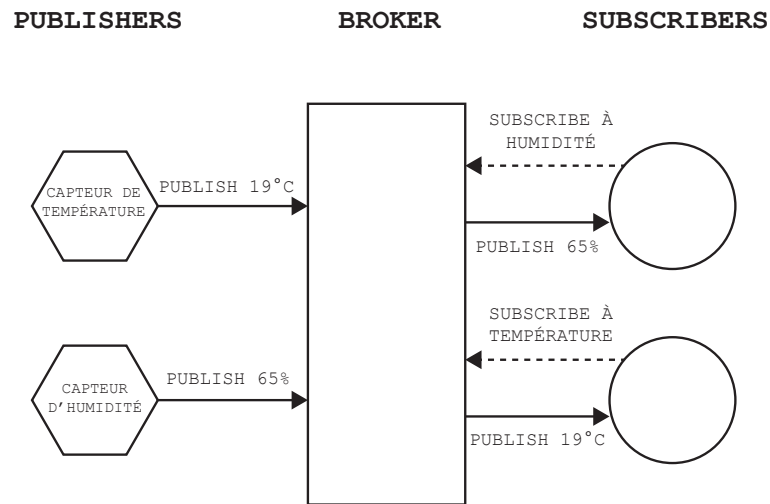 PUBLISHERS
BROKER
SUBSCRIBERS
CAPTEUR DE
TEMPÉRATURE
PUBLISH 19°C
SUBSCRIBE À
HUMIDITÉ
PUBLISH 65%
CAPTEUR
D'HUMIDITÉ
PUBLISH 65%
SUBSCRIBE À
TEMPÉRATURE
PUBLISH 19°C